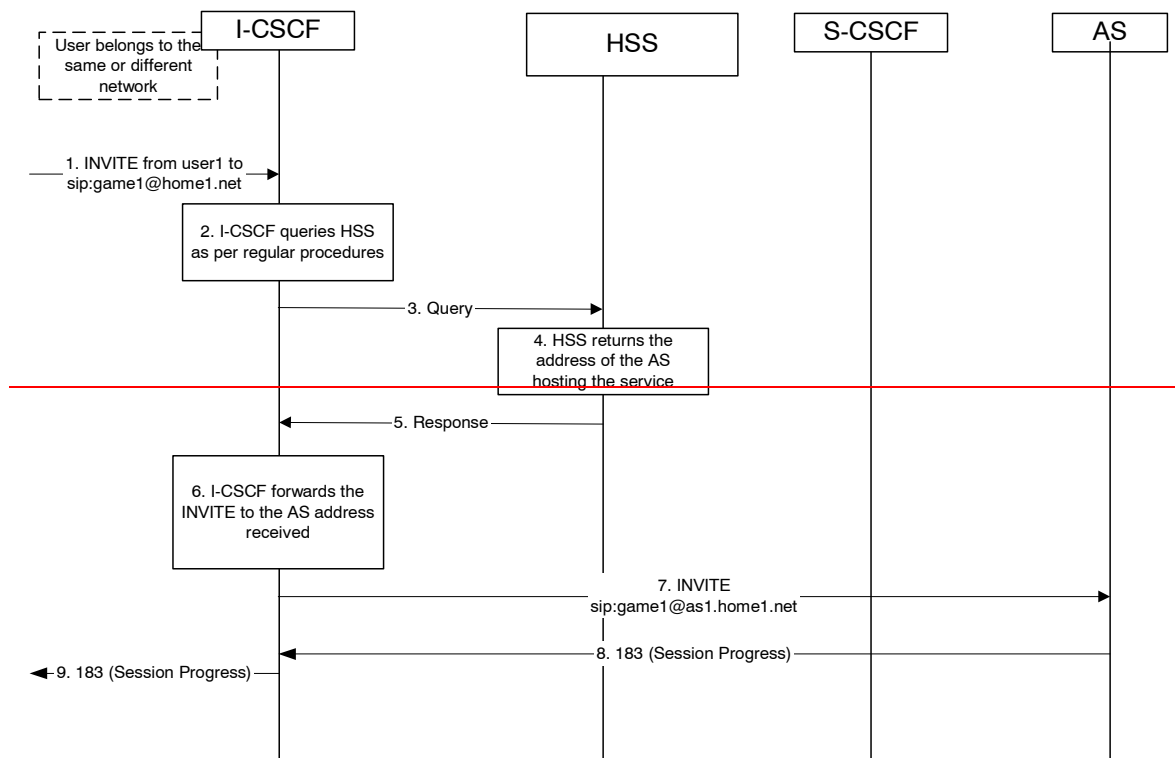 I-CSCF
HSS
S-CSCF
AS
User belongs to the
same or different
network
1. INVITE from user1 to
sip:game1@home1.net
2. I-CSCF queries HSS
as per regular procedures
3. Query
4. HSS returns the
address of the AS
hosting the service
5. Response
6. I-CSCF forwards the
INVITE to the AS address
received
7. INVITE
sip:game1@as1.home1.net
8. 183 (Session Progress)
9. 183 (Session Progress)